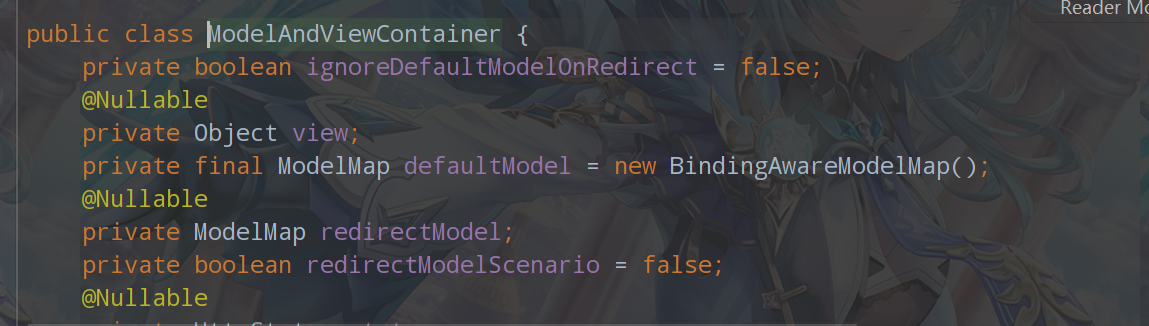 Reader Mo
public class ModelAndViewContainer {
    private boolean ignoreDefaultModelOnRedirect = false;
    @Nullable
    private Object view;
    private final ModelMap defaultModel = new BindingAwareModelMap();
    @Nullable
    private ModelMap redirectModel;
    private boolean redirectModelScenario = false;
    @Nullable